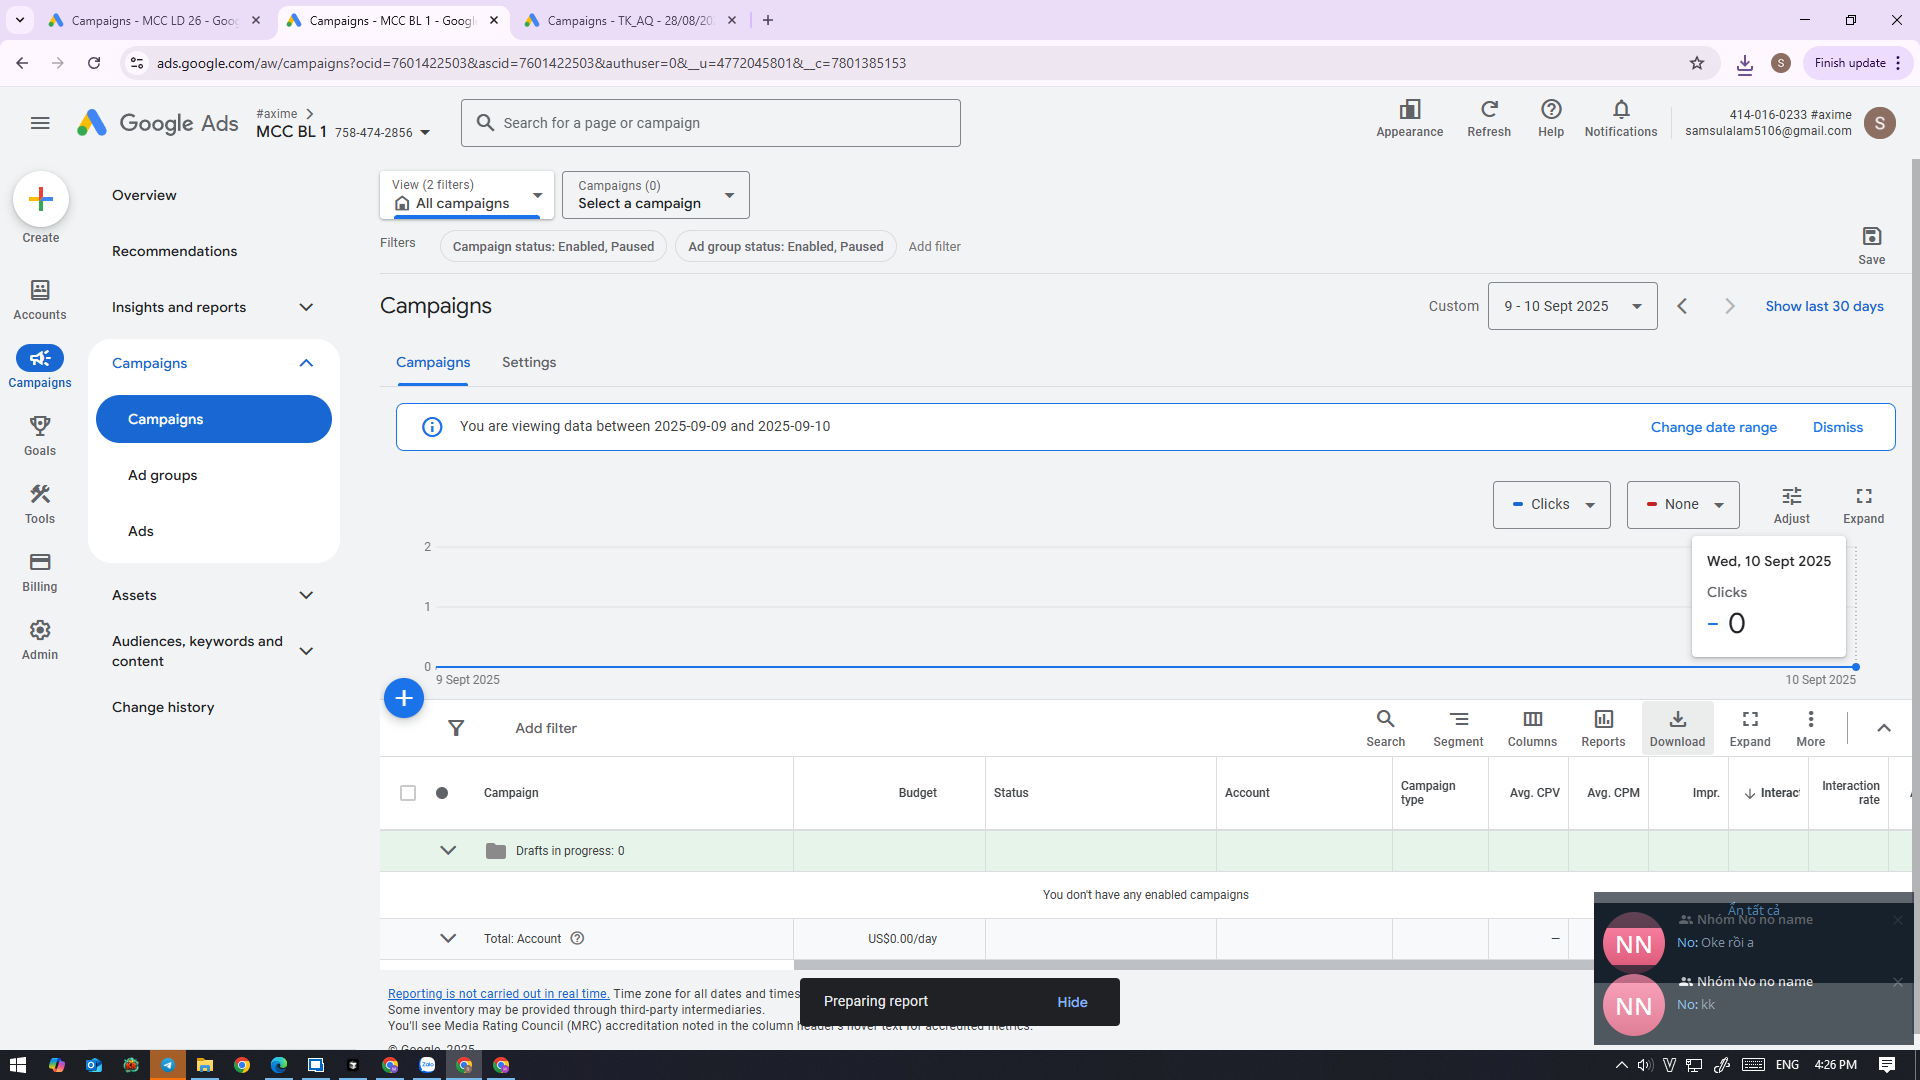 Campaigns - MCC LD 26 - Goog
Campaigns - MCC BL 1 - Googl
Campaigns - TK_AQ - 28/08/20
ads.google.com/aw/campaigns?ocid=7601422503&ascid=7601422503&authuser=0&__u=4772045801&__c=7801385153
S
Finish update
Google Ads
#axime
MCC BL 1 758-474-2856
Search for a page or campaign
Appearance
Refresh
Help
Notifications
414-016-0233 #axime
samsulalam5106@gmail.com
S
Create
Accounts
Campaigns
Goals
Tools
Billing
Admin
Overview
Recommendations
Insights and reports
Campaigns
Campaigns
Ad groups
Ads
Assets
Audiences, keywords and
content
Change history
View (2 filters)
All campaigns
Campaigns (0)
Select a campaign
Filters
Campaign status: Enabled, Paused
Ad group status: Enabled, Paused
Add filter
Save
Campaigns
Custom
9 - 10 Sept 2025
Show last 30 days
Campaigns
Settings
You are viewing data between 2025-09-09 and 2025-09-10
Change date range
Dismiss
Clicks
None
Adjust
Expand
2
1
0
9 Sept 2025
10 Sept 2025
Wed, 10 Sept 2025
Clicks
0
Add filter
Search
Segment
Columns
Reports
Download
Expand
More
Campaign
Budget
Status
Account
Campaign
type
Avg. CPV
Avg. CPM
Impr.
Interac
Interaction
rate
Drafts in progress: 0
You don't have any enabled campaigns
Total: Account
US$0.00/day
—
Reporting is not carried out in real time. Time zone for all dates and times
Some inventory may be provided through third-party intermediaries.
You'll see Media Rating Council (MRC) accreditation noted in the column header's hover text for accredited metrics.
© Google, 2025
Preparing report
Hide
Ẩn tất cả
NN
Nhóm No no name
No: Oke rồi a
NN
Nhóm No no name
No: kk
Zalo
ENG
4:26 PM